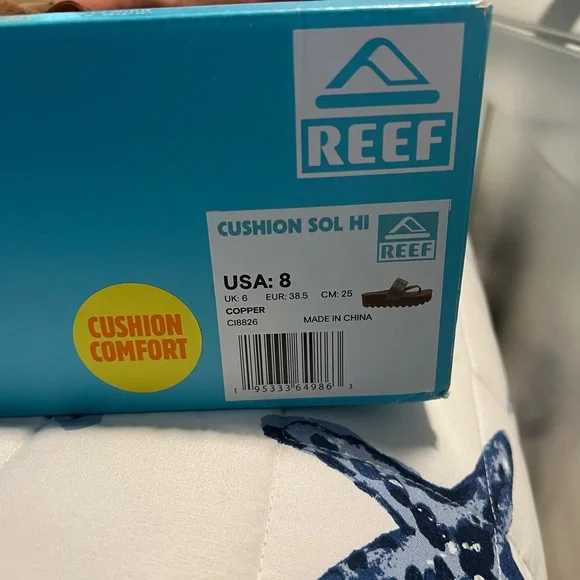 REEF
CUSHION SOL HI
REEF
USA: 8
UK: 6 EUR: 38.5 CM: 25
COPPER
CI8826 MADE IN CHINA
1 95333 64986 3
CUSHION
COMFORT